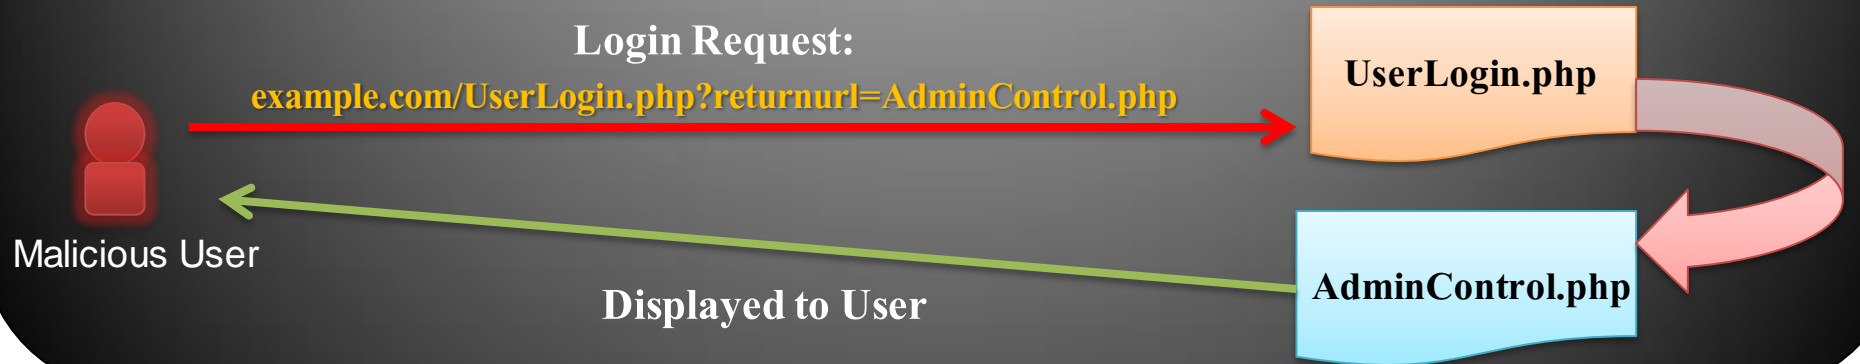 Login Request:
example.com/UserLogin.php?returnurl=AdminControl.php
UserLogin.php
Malicious User
AdminControl.php
Displayed to User